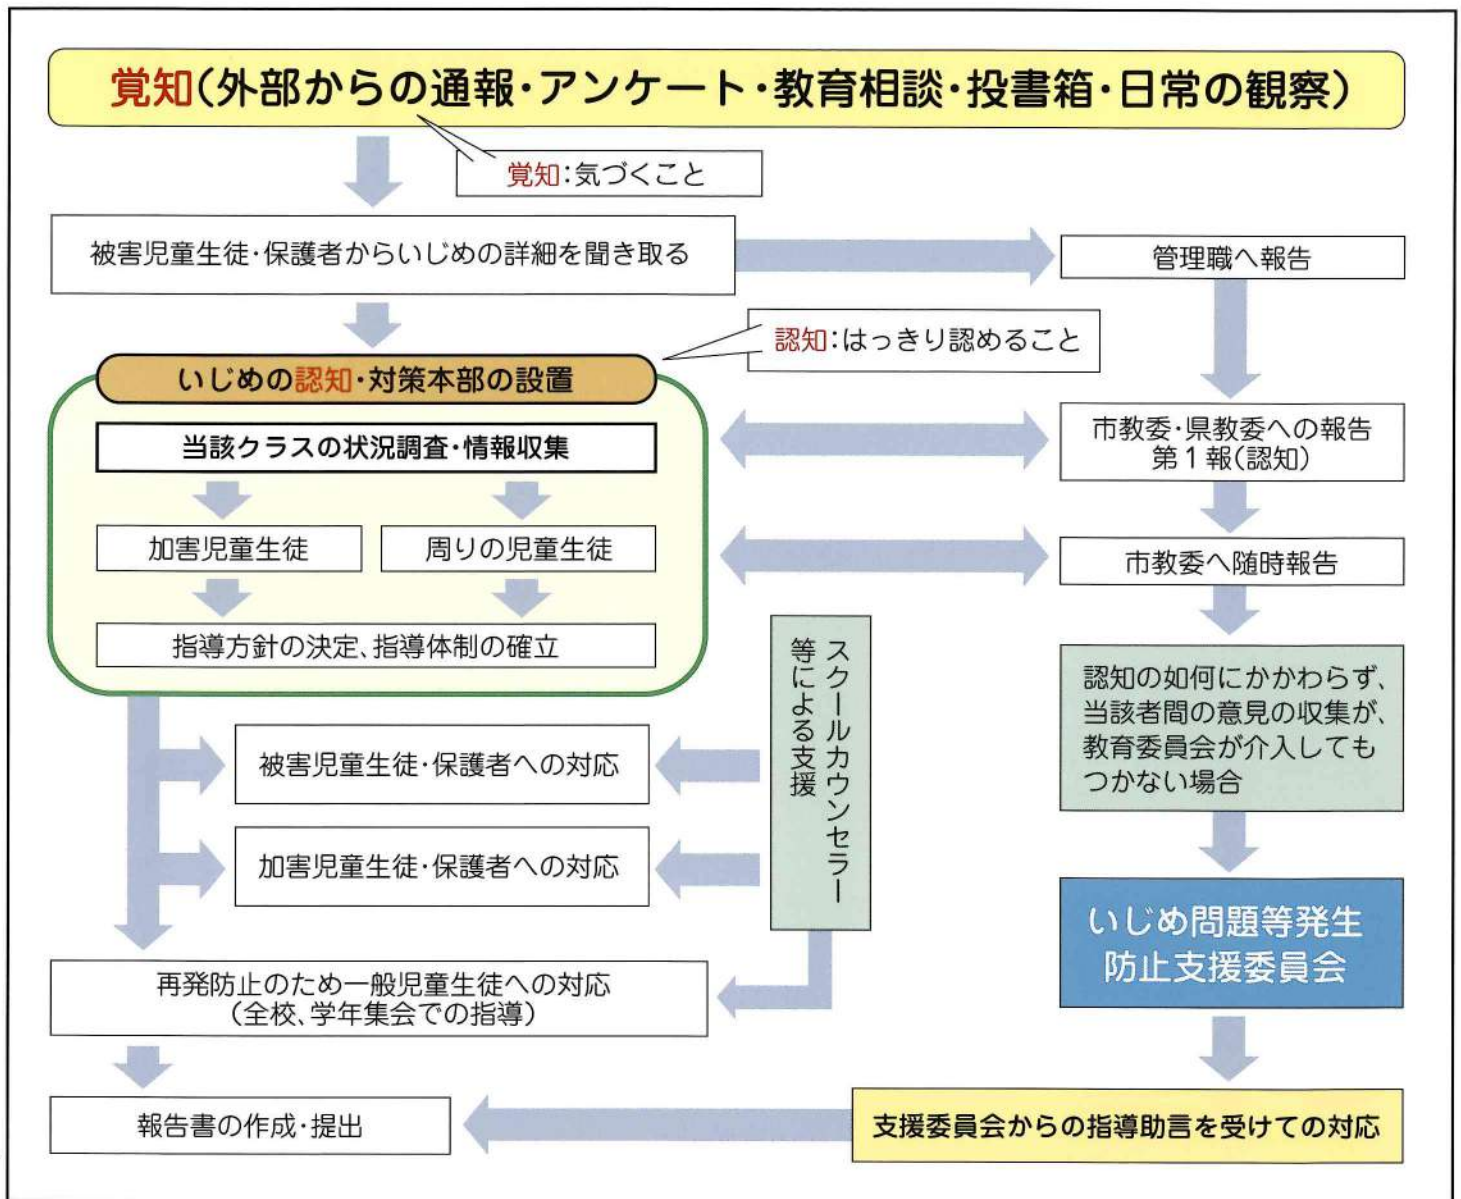 覚知(外部からの通報・アンケート・教育相談・投書箱・日常の観察)
覚知:気づくこと
被害児童生徒・保護者からいじめの詳細を聞き取る
管理職へ報告
認知:はっきり認めること
いじめの認知・対策本部の設置
当該クラスの状況調査・情報収集
市教委・県教委への報告
第1報(認知)
加害児童生徒
周りの児童生徒
市教委へ随時報告
指導方針の決定、指導体制の確立
スクールカウンセラー
等による支援
認知の如何にかかわらず、
当該者間の意見の収集が、
教育委員会が介入しても
つかない場合
被害児童生徒・保護者への対応
加害児童生徒・保護者への対応
いじめ問題等発生
防止支援委員会
再発防止のため一般児童生徒への対応
(全校、学年集会での指導)
報告書の作成・提出
支援委員会からの指導助言を受けての対応